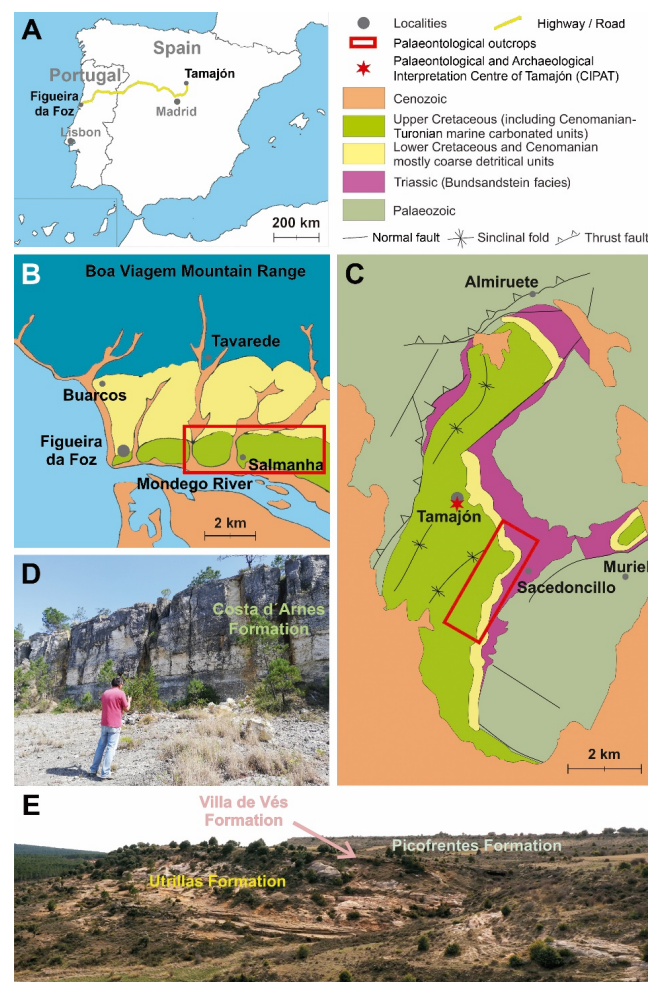 A
Spain
Portugal
Tamajón
Figueira
da Foz
Madrid
Lisbon
200 km
Localities
Highway / Road
Palaeontological outcrops
Palaeontological and Archaeological
Interpretation Centre of Tamajón (CIPAT)
Cenozoic
Upper Cretaceous (including Cenomanian-
Turonian marine carbonated units)
Lower Cretaceous and Cenomanian
mostly coarse detritical units
Triassic (Bundsandstein facies)
Palaeozoic
Normal fault
Sinclinal fold
Thrust fault
B
Boa Viagem Mountain Range
Tavarede
Buarcos
Figueira
da Foz
Salmanha
Mondego River
2 km
C
Almiruete
Tamajón
Muriel
Sacedoncillo
2 km
D
Costa d´Arnes
Formation
E
Villa de Vés
Formation
Picofrentes Formation
Utrillas Formation